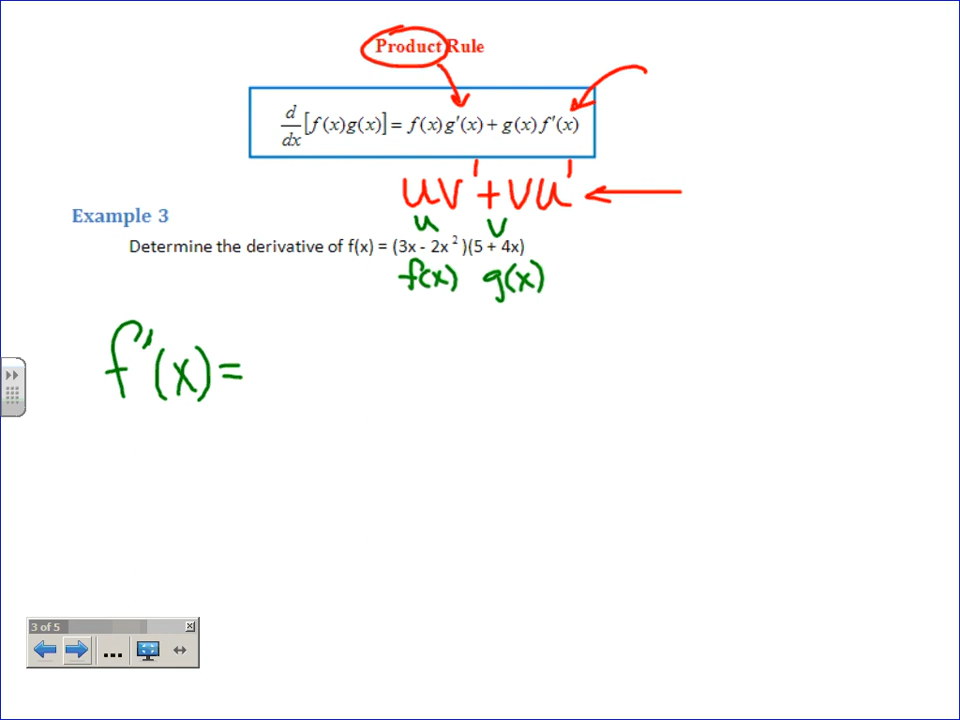 Product Rule
d/dx [f(x)g(x)] = f(x)g'(x) + g(x)f'(x)
uv' + vu'
Example 3
u v
Determine the derivative of f(x) = (3x - 2x²)(5 + 4x)
f(x) g(x)
f'(x) =
3 of 5
...